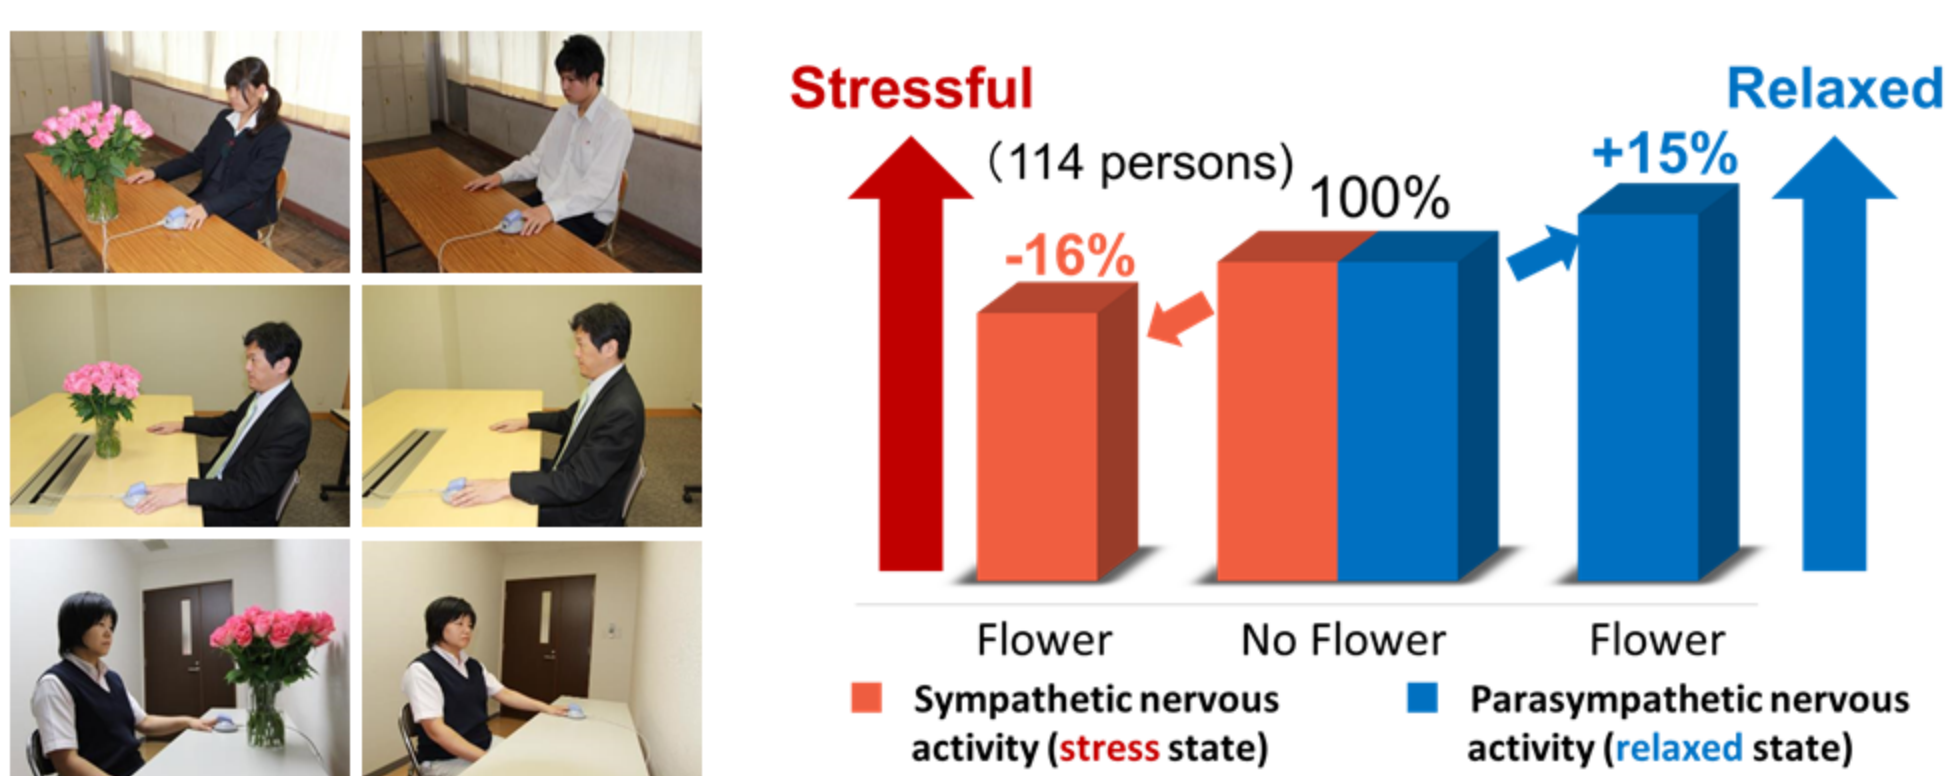 Stressful
Relaxed
(114 persons)
-16%
100%
+15%
Flower
No Flower
Flower
Sympathetic nervous
activity (stress state)
Parasympathetic nervous
activity (relaxed state)